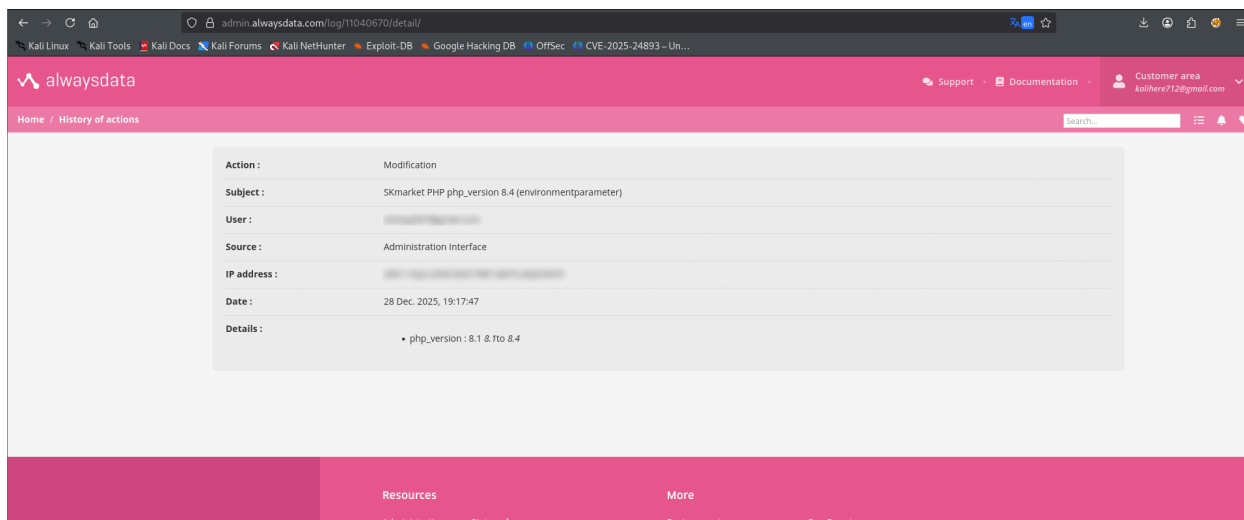 admin.alwaysdata.com/log/11040670/detail/
Kali Linux Kali Tools Kali Docs Kali Forums Kali NetHunter Exploit-DB Google Hacking DB OffSec CVE-2025-24893 – Un...
alwaysdata
Support
Documentation
Customer area
kalihere712@gmail.com
Home / History of actions
Search...
Action : Modification
Subject : SKmarket PHP php_version 8.4 (environmentparameter)
User :
Source : Administration Interface
IP address :
Date : 28 Dec. 2025, 19:17:47
Details :
• php_version : 8.1 8.1to 8.4
Resources More